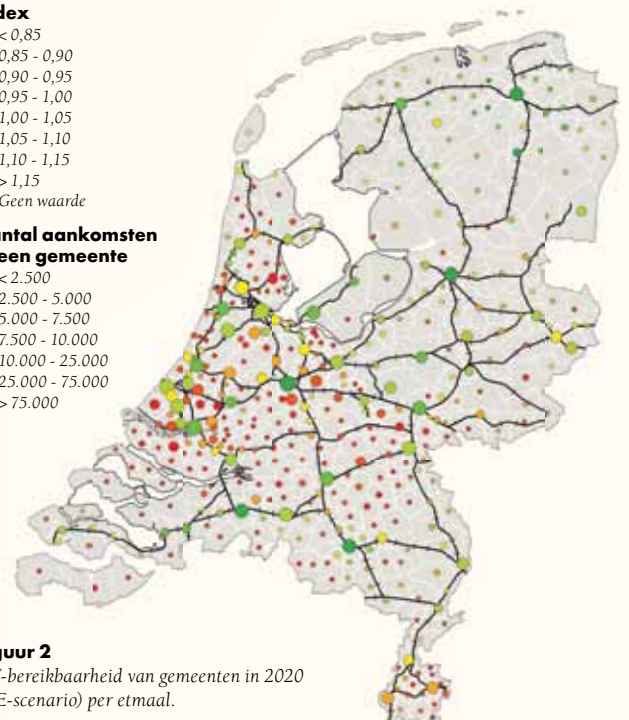 dex
< 0,85
0,85 - 0,90
0,90 - 0,95
0,95 - 1,00
1,00 - 1,05
1,05 - 1,10
1,10 - 1,15
> 1,15
Geen waarde
ntal aankomsten
een gemeente
< 2.500
2.500 - 5.000
5.000 - 7.500
7.500 - 10.000
10.000 - 25.000
25.000 - 75.000
> 75.000
guur 2
-bereikbaarheid van gemeenten in 2020
E-scenario) per etmaal.